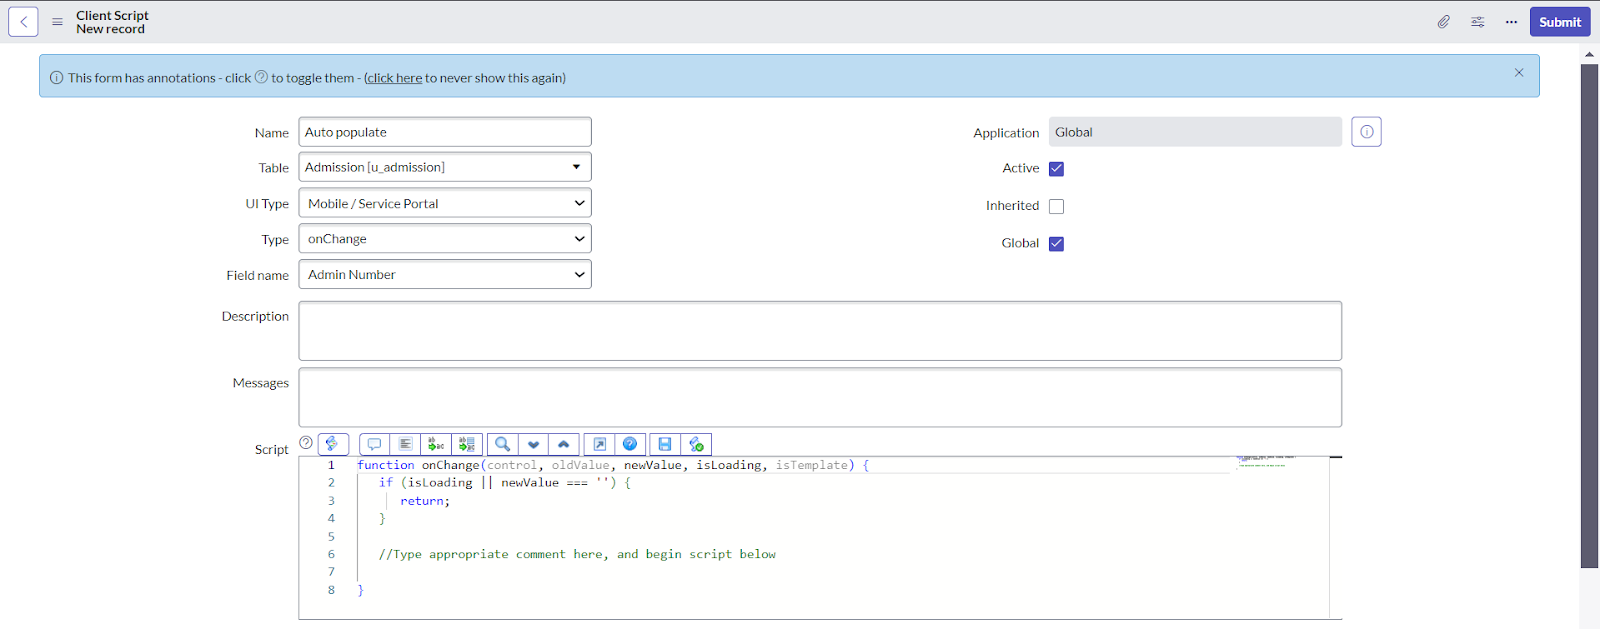 Client Script
New record
Submit
This form has annotations - click ? to toggle them - (click here to never show this again)
Name Auto populate
Application Global
Table Admission [u_admission]
Active
UI Type Mobile / Service Portal
Inherited
Type onChange
Global
Field name Admin Number
Description
Messages
Script
1 function onChange(control, oldValue, newValue, isLoading, isTemplate) {
2 if (isLoading || newValue === '') {
3 return;
4 }
5
6 //Type appropriate comment here, and begin script below
7
8 }